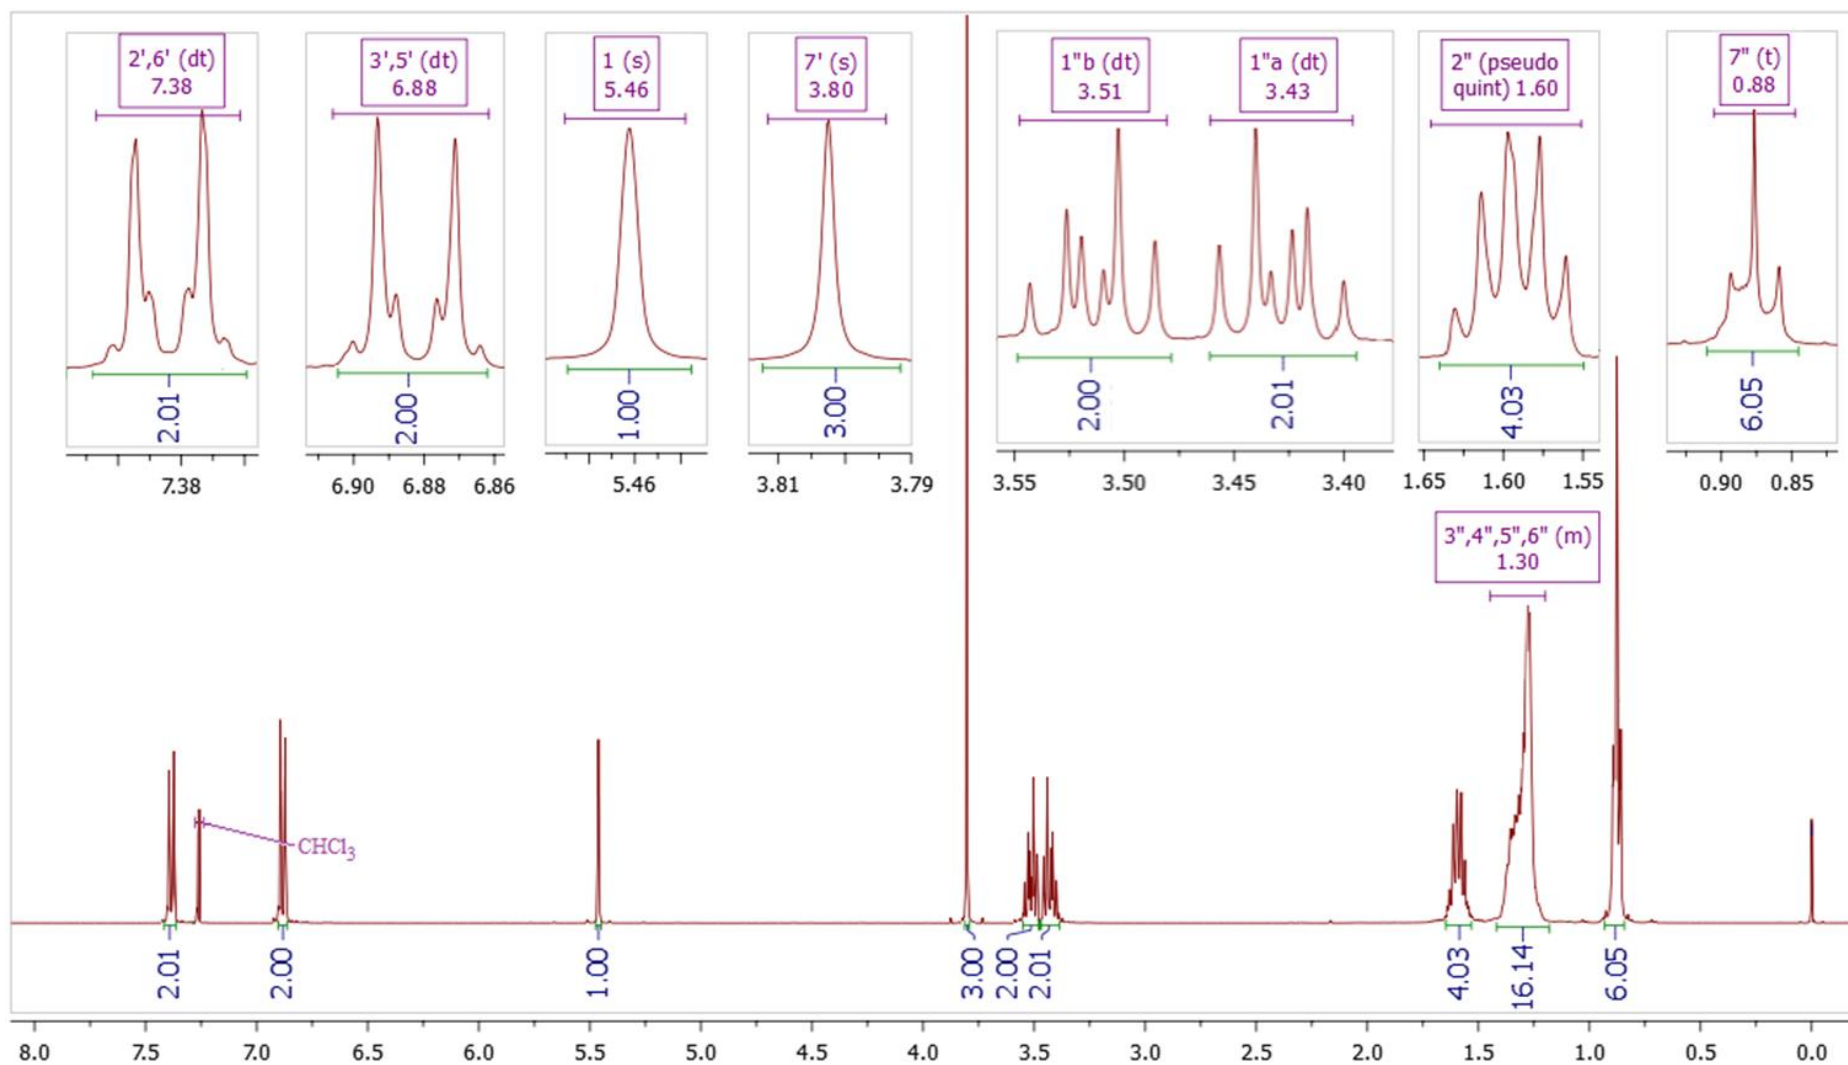 2',6' (dt)
7.38
3',5' (dt)
6.88
1 (s)
5.46
7' (s)
3.80
1"b (dt)
3.51
1"a (dt)
3.43
2" (pseudo
quint) 1.60
7" (t)
0.88
2.01
2.00
1.00
3.00
2.00
2.01
4.03
6.05
7.38
6.90 6.88 6.86
5.46
3.81 3.79
3.55 3.50 3.45 3.40
1.65 1.60 1.55
0.90 0.85
3",4",5",6" (m)
1.30
CHCl3
2.01
2.00
1.00
3.00
2.00
2.01
4.03
16.14
6.05
8.0 7.5 7.0 6.5 6.0 5.5 5.0 4.5 4.0 3.5 3.0 2.5 2.0 1.5 1.0 0.5 0.0